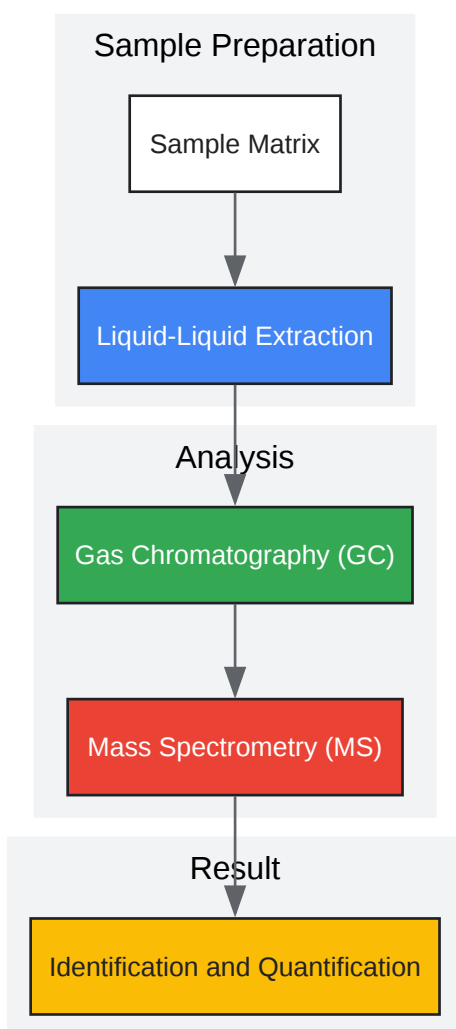 Sample Preparation
Sample Matrix
Liquid-Liquid Extraction
Analysis
Gas Chromatography (GC)
Mass Spectrometry (MS)
Result
Identification and Quantification